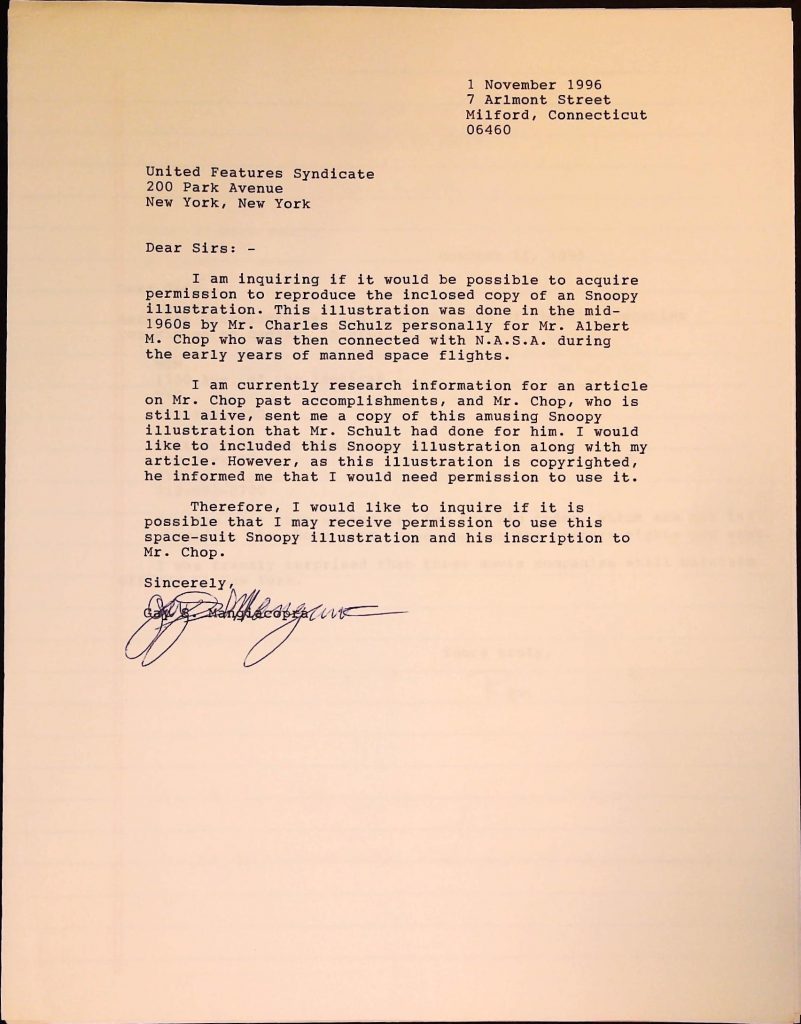 1 November 1996
7 Arlmont Street
Milford, Connecticut
06460
United Features Syndicate
200 Park Avenue
New York, New York
Dear Sirs: -
I am inquiring if it would be possible to acquire
permission to reproduce the inclosed copy of an Snoopy
illustration. This illustration was done in the mid-
1960s by Mr. Charles Schulz personally for Mr. Albert
M. Chop who was then connected with N.A.S.A. during
the early years of manned space flights.
I am currently research information for an article
on Mr. Chop past accomplishments, and Mr. Chop, who is
still alive, sent me a copy of this amusing Snoopy
illustration that Mr. Schult had done for him. I would
like to included this Snoopy illustration along with my
article. However, as this illustration is copyrighted,
he informed me that I would need permission to use it.
Therefore, I would like to inquire if it is
possible that I may receive permission to use this
space-suit Snoopy illustration and his inscription to
Mr. Chop.
Sincerely,
Mangiacopra